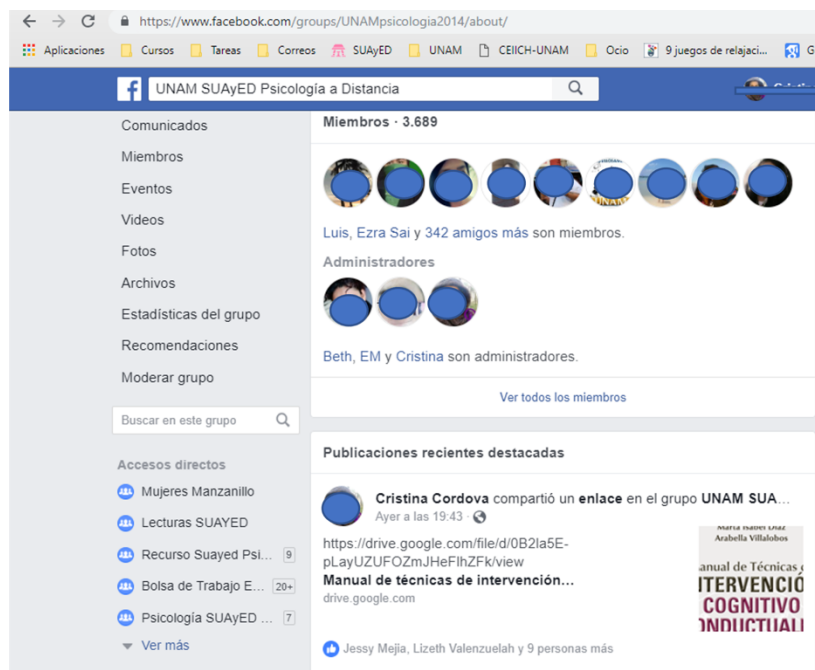 https://www.facebook.com/groups/UNAMpsicologia2014/about/
Aplicaciones Cursos Tareas Correos SUAyED UNAM CEIICH-UNAM Ocio 9 juegos de relajaci... G
UNAM SUAyED Psicología a Distancia
Comunicados
Miembros
Eventos
Videos
Fotos
Archivos
Estadísticas del grupo
Recomendaciones
Moderar grupo
Buscar en este grupo
Accesos directos
Mujeres Manzanillo
Lecturas SUAYED
Recurso Suayed Psi... 9
Bolsa de Trabajo E... 20+
Psicología SUAyED ... 7
Ver más
Miembros · 3.689
Luis, Ezra Sai y 342 amigos más son miembros.
Administradores
Beth, EM y Cristina son administradores.
Ver todos los miembros
Publicaciones recientes destacadas
Cristina Cordova compartió un enlace en el grupo UNAM SUA...
Ayer a las 19:43 ·
https://drive.google.com/file/d/0B2Ia5E-
pLayUZUFOZmJHeFlhZFk/view
Manual de técnicas de intervención...
drive.google.com
Marta Isabel Díaz
Arabella Villalobos
anual de Técnicas
ITERVENCIÓ
COGNITIVO
ONDUCTUAL
Jessy Mejia, Lizeth Valenzuelah y 9 personas más